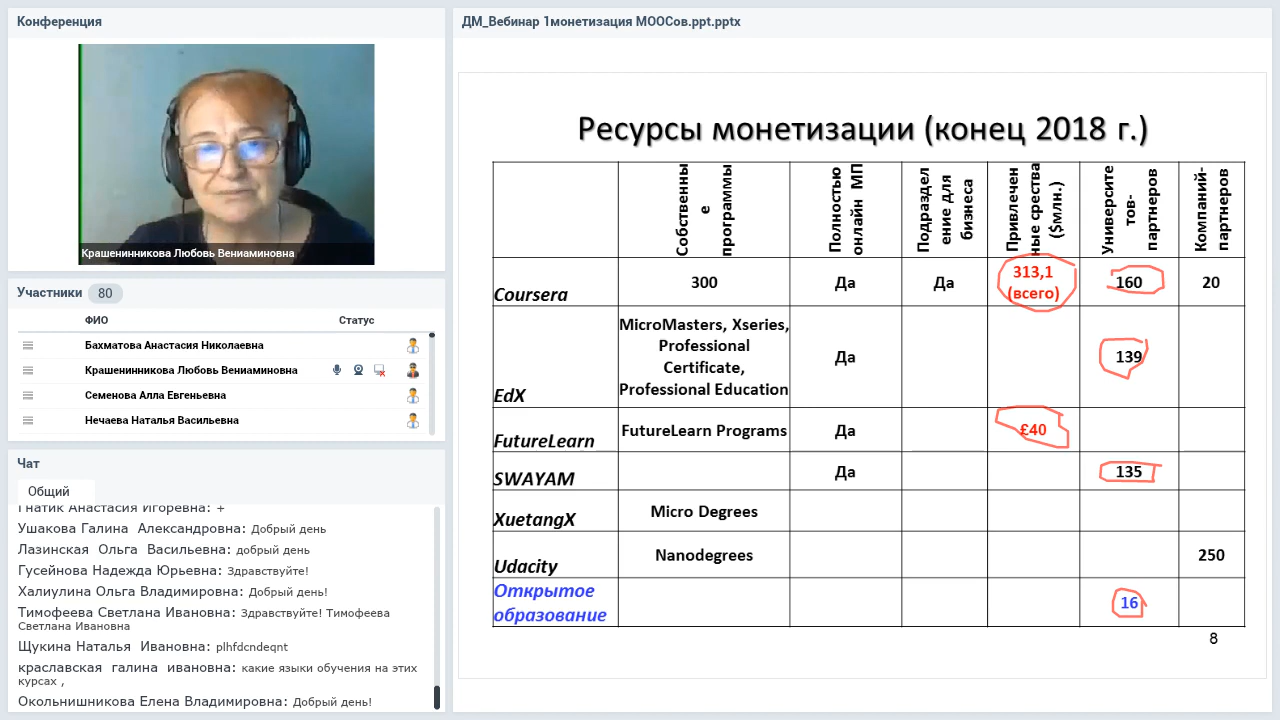 Конференция
Крашенинникова Любовь Вениаминовна
Участники 80
ФИО Статус
Бахматова Анастасия Николаевна
Крашенинникова Любовь Вениаминовна
Семенова Алла Евгеньевна
Нечаева Наталья Васильевна
Чат
Общий
Гнатик Анастасия Игоревна: +
Ушакова Галина Александровна: Добрый день
Лазинская Ольга Васильевна: добрый день
Гусейнова Надежда Юрьевна: Здравствуйте!
Халиулина Ольга Владимировна: Добрый день!
Тимофеева Светлана Ивановна: Здравствуйте! Тимофеева
Светлана Ивановна
Щукина Наталья Ивановна: plhfdcndeqnt
краславская галина ивановна: какие языки обучения на этих
курсах ,
Окольнишникова Елена Владимировна: Добрый день!
ДМ_Вебинар 1монетизация МООСов.ppt.pptx
Ресурсы монетизации (конец 2018 г.)
Собственны
е
программы
Полностью
онлайн МП
Подраздел
ение для
бизнеса
Привлечен
ные срества
($млн.)
Университе
тов-
партнеров
Компаний-
партнеров
Coursera 300 Да Да 313,1 160 20
(всего)
EdX MicroMasters, Xseries, Да 139
Professional
Certificate,
Professional Education
FutureLearn FutureLearn Programs Да £40
SWAYAM Да 135
XuetangX Micro Degrees
Udacity Nanodegrees 250
Открытое
образование 16
8